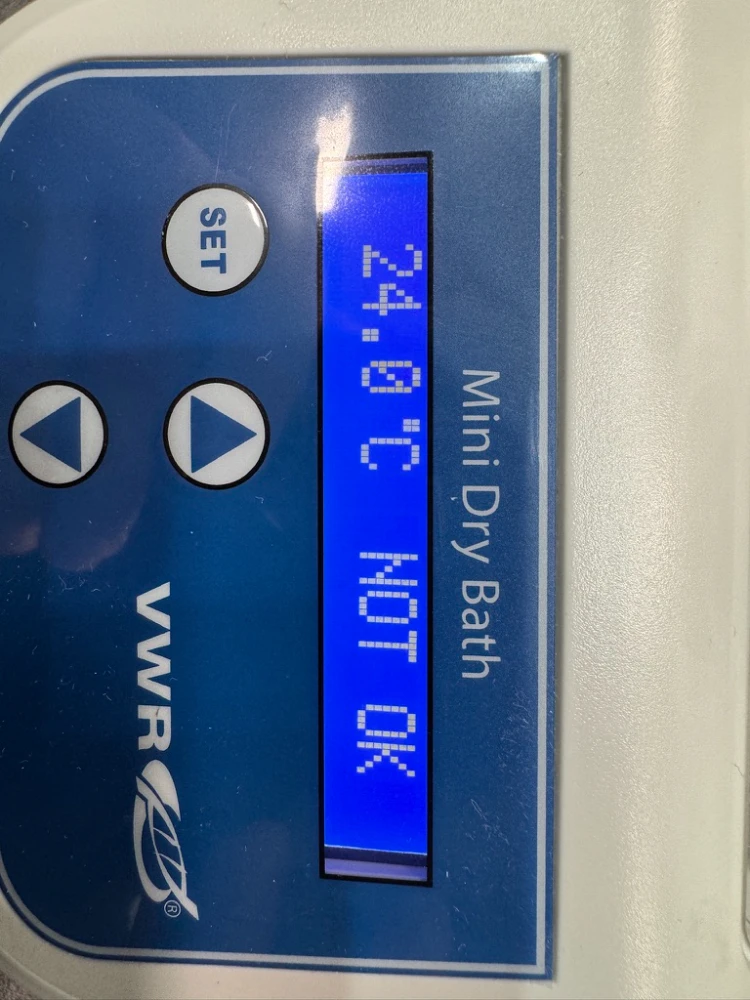 Mini Dry Bath
24.0°C NOT OK
SET
VWR®